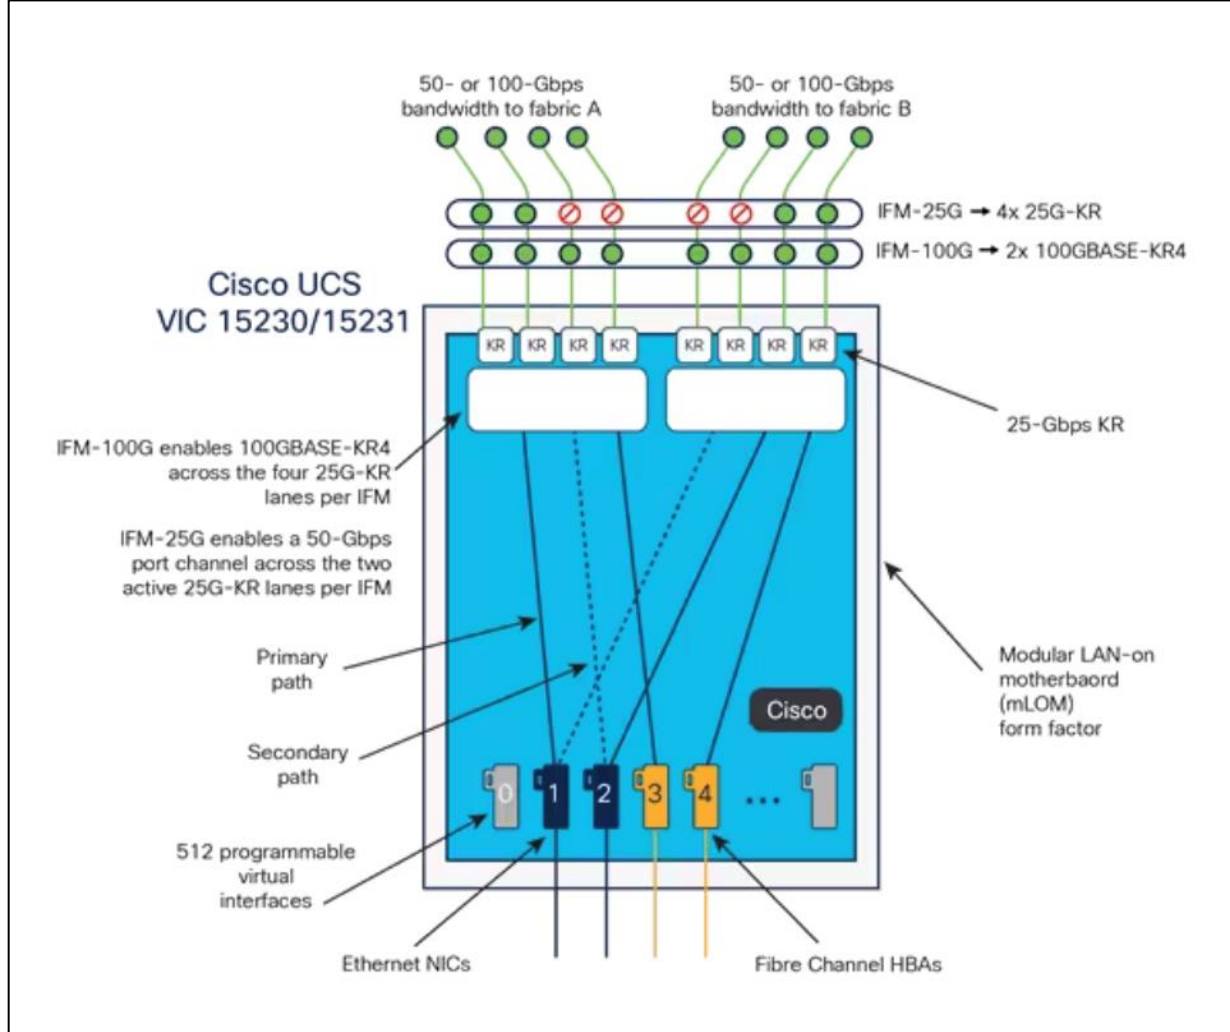 50- or 100-Gbps
bandwidth to fabric A
50- or 100-Gbps
bandwidth to fabric B
IFM-25G → 4x 25G-KR
IFM-100G → 2x 100GBASE-KR4
Cisco UCS
VIC 15230/15231
KR KR KR KR KR KR KR KR
25-Gbps KR
IFM-100G enables 100GBASE-KR4
across the four 25G-KR
lanes per IFM
IFM-25G enables a 50-Gbps
port channel across the two
active 25G-KR lanes per IFM
Primary
path
Modular LAN-on
motherbaord
(mLOM)
form factor
Cisco
Secondary
path
0 1 2 3 4 ...
512 programmable
virtual
interfaces
Ethernet NICs
Fibre Channel HBAs